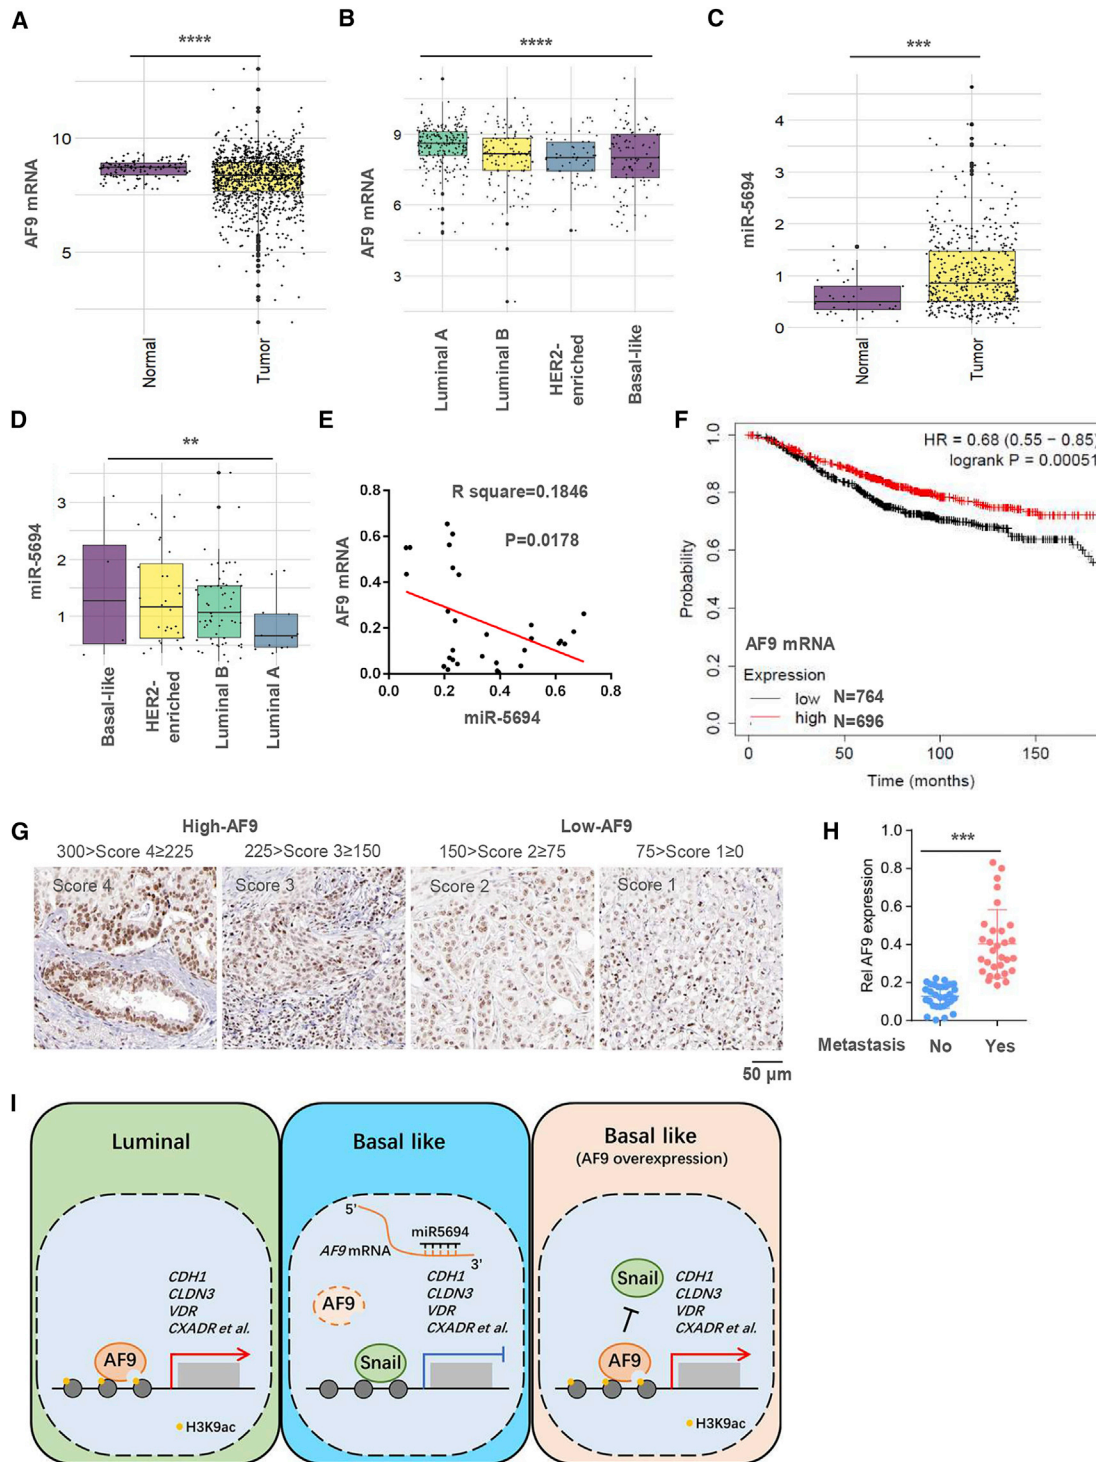 A
****
AF9 mRNA
10
5
Normal
Tumor
B
****
AF9 mRNA
9
6
3
Luminal A
Luminal B
HER2-
enriched
Basal-like
C
***
miR-5694
4
3
2
1
0
Normal
Tumor
D
**
miR-5694
3
2
1
Basal-like
HER2-
enriched
Luminal B
Luminal A
E
R square=0.1846
P=0.0178
AF9 mRNA
0.8
0.6
0.4
0.2
0.0
0.0 0.2 0.4 0.6 0.8
miR-5694
F
HR = 0.68 (0.55 − 0.85)
logrank P = 0.00051
Probability
1.0
0.8
0.6
0.4
0.2
0.0
AF9 mRNA
Expression
low N=764
high N=696
0 50 100 150
Time (months)
G
High-AF9
Low-AF9
300>Score 4≥225
225>Score 3≥150
150>Score 2≥75
75>Score 1≥0
Score 4
Score 3
Score 2
Score 1
50 μm
H
***
Rel AF9 expression
1.0
0.8
0.6
0.4
0.2
0.0
Metastasis No Yes
I
Luminal
CDH1
CLDN3
VDR
CXADR et al.
AF9
H3K9ac
Basal like
5'
miR5694
AF9 mRNA
3'
CDH1
CLDN3
VDR
CXADR et al.
AF9
Snail
Basal like
(AF9 overexpression)
Snail
CDH1
CLDN3
VDR
CXADR et al.
AF9
H3K9ac